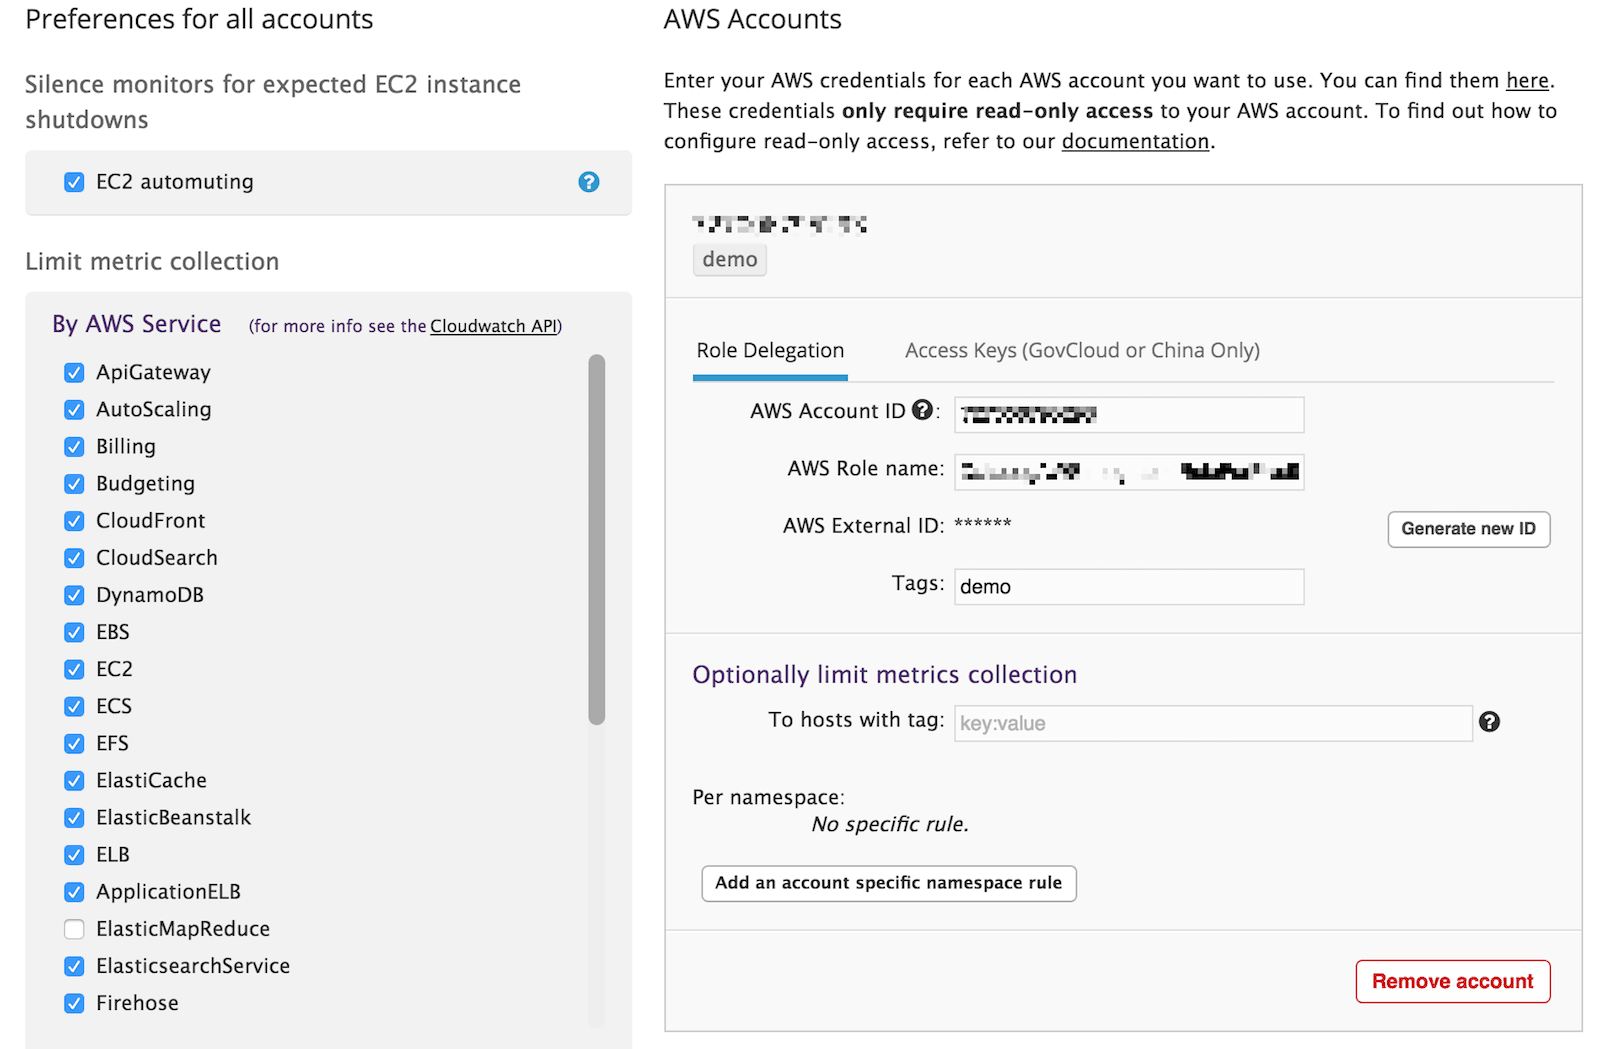 Preferences for all accounts
Silence monitors for expected EC2 instance
shutdowns
EC2 automuting
Limit metric collection
By AWS Service (for more info see the Cloudwatch API)
ApiGateway
AutoScaling
Billing
Budgeting
CloudFront
CloudSearch
DynamoDB
EBS
EC2
ECS
EFS
ElastiCache
ElasticBeanstalk
ELB
ApplicationELB
ElasticMapReduce
ElasticsearchService
Firehose
AWS Accounts
Enter your AWS credentials for each AWS account you want to use. You can find them here.
These credentials only require read-only access to your AWS account. To find out how to
configure read-only access, refer to our documentation.
demo
Role Delegation
Access Keys (GovCloud or China Only)
AWS Account ID ?:
AWS Role name:
AWS External ID: ******
Generate new ID
Tags: demo
Optionally limit metrics collection
To hosts with tag: key:value ?
Per namespace:
No specific rule.
Add an account specific namespace rule
Remove account